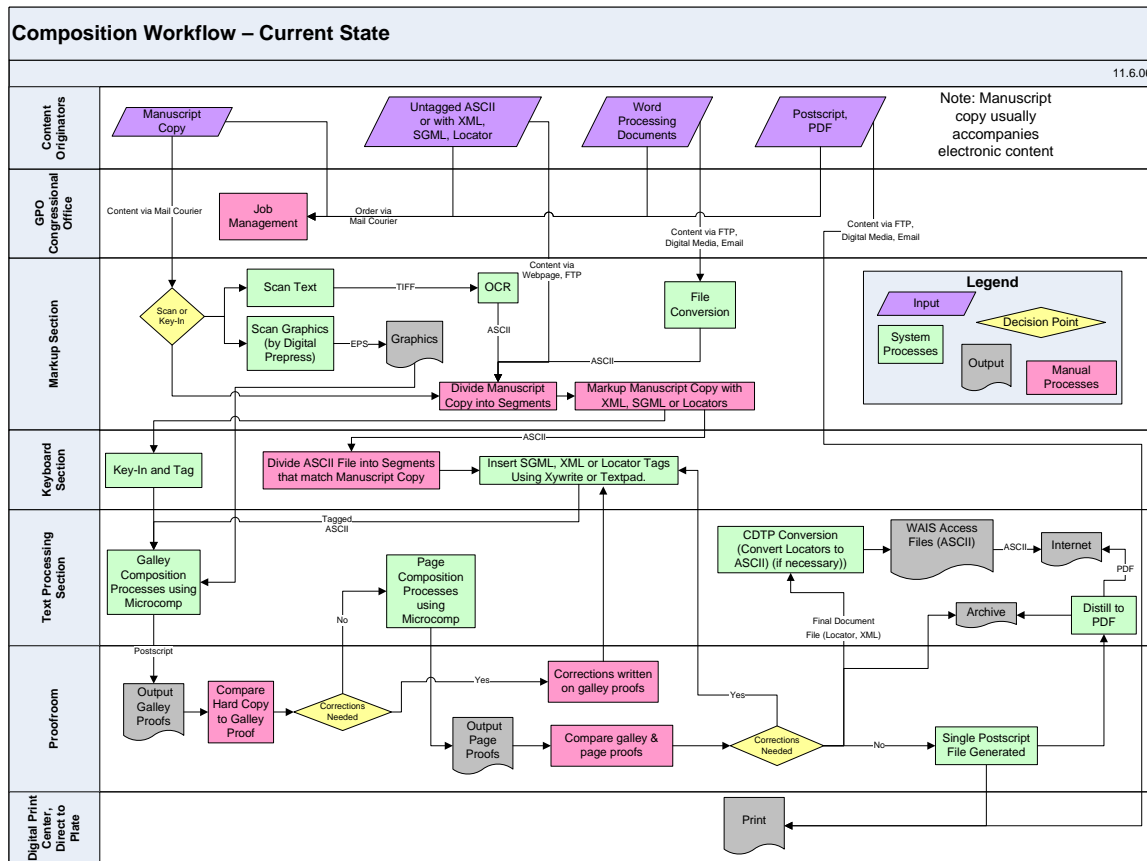 Composition Workflow – Current State
11.6.06
Content
Originators
Manuscript
Copy
Untagged ASCII
or with XML,
SGML, Locator
Word
Processing
Documents
Postscript,
PDF
Note: Manuscript
copy usually
accompanies
electronic content
GPO
Congressional
Office
Content via Mail Courier
Job
Management
Order via
Mail Courier
Content via FTP,
Digital Media, Email
Content via FTP,
Digital Media, Email
Markup Section
Scan or
Key-In
Scan Text
TIFF
OCR
Content via
Webpage, FTP
File
Conversion
Scan Graphics
(by Digital
Prepress)
EPS
Graphics
ASCII
ASCII
Divide Manuscript
Copy into Segments
Markup Manuscript Copy with
XML, SGML or Locators
Legend
Input
System
Processes
Decision Point
Output
Manual
Processes
Keyboard
Section
ASCII
Key-In and Tag
Divide ASCII File into Segments
that match Manuscript Copy
Insert SGML, XML or Locator Tags
Using Xywrite or Textpad.
Text Processing
Section
Tagged
ASCII
Galley
Composition
Processes using
Microcomp
Page
Composition
Processes
using
Microcomp
No
CDTP Conversion
(Convert Locators to
ASCII) (if necessary))
WAIS Access
Files (ASCII)
ASCII
Internet
PDF
Archive
Distill to
PDF
Final Document
File (Locator, XML)
Proofroom
Postscript
Output
Galley
Proofs
Compare
Hard Copy
to Galley
Proof
Corrections
Needed
Yes
Corrections written
on galley proofs
Output
Page
Proofs
Compare galley &
page proofs
Yes
Corrections
Needed
No
Single Postscript
File Generated
Digital Print
Center,
Direct to
Plate
Print